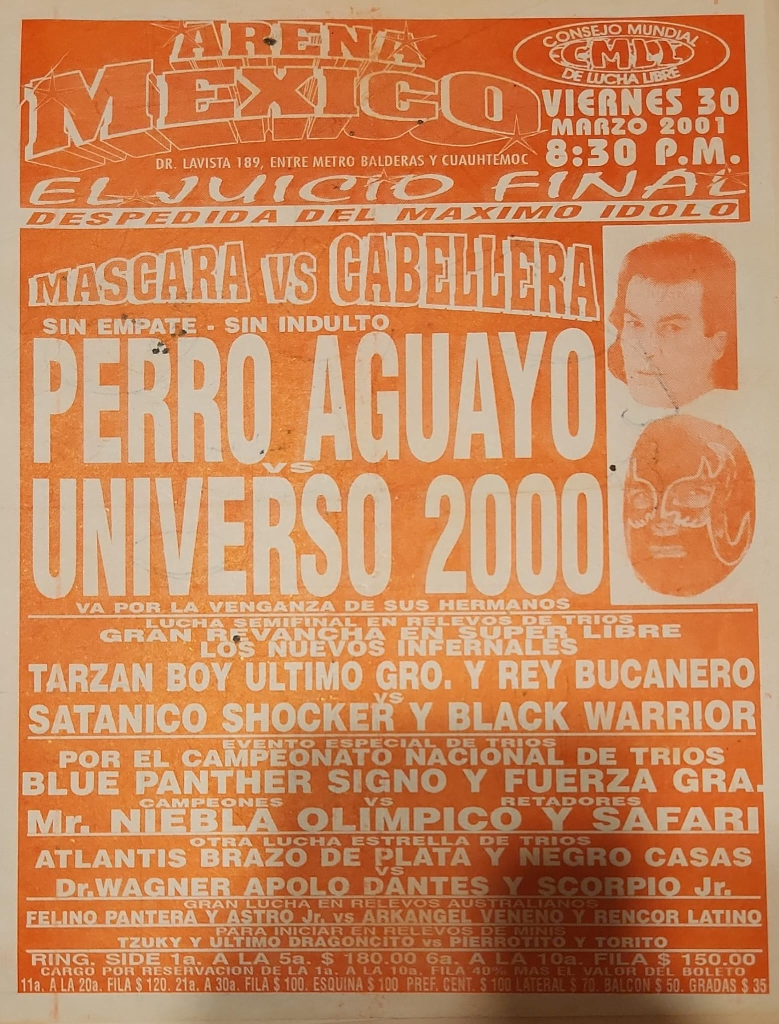 ARENA
MEXICO
CONSEJO MUNDIAL
CMLL
DE LUCHA LIBRE
VIERNES 30
MARZO 2001
8:30 P.M.
DR. LAVISTA 189, ENTRE METRO BALDERAS Y CUAUHTEMOC
EL JUICIO FINAL
DESPEDIDA DEL MAXIMO IDOLO
MASCARA VS CABELLERA
SIN EMPATE - SIN INDULTO
PERRO AGUAYO
VS
UNIVERSO 2000
VA POR LA VENGANZA DE SUS HERMANOS
LUCHA SEMIFINAL EN RELEVOS DE TRIOS
GRAN REVANCHA EN SUPER LIBRE
LOS NUEVOS INFERNALES
TARZAN BOY ULTIMO GRO. Y REY BUCANERO
VS
SATANICO SHOCKER Y BLACK WARRIOR
EVENTO ESPECIAL DE TRIOS
POR EL CAMPEONATO NACIONAL DE TRIOS
BLUE PANTHER SIGNO Y FUERZA GRA.
CAMPEONES VS RETADORES
Mr. NIEBLA OLIMPICO Y SAFARI
OTRA LUCHA ESTRELLA DE TRIOS
ATLANTIS BRAZO DE PLATA Y NEGRO CASAS
VS
Dr.WAGNER APOLO DANTES Y SCORPIO Jr.
GRAN LUCHA EN RELEVOS AUSTRALIANOS
FELINO PANTERA Y ASTRO Jr. vs ARKANGEL VENENO Y RENCOR LATINO
PARA INICIAR EN RELEVOS DE MINIS
TZUKY Y ULTIMO DRAGONCITO vs PIERROTITO Y TORITO
RING. SIDE 1a. A LA 5a. $ 180.00 6a. A LA 10a. FILA $ 150.00
CARGO POR RESERVACION DE LA 1a. A LA 10a. FILA 40% MAS EL VALOR DEL BOLETO
11a. A LA 20a. FILA $ 120. 21a. A 30a. FILA $ 100. ESQUINA $ 100 PREF. CENT. $ 100 LATERAL $ 70. BALCON $ 50. GRADAS $ 35